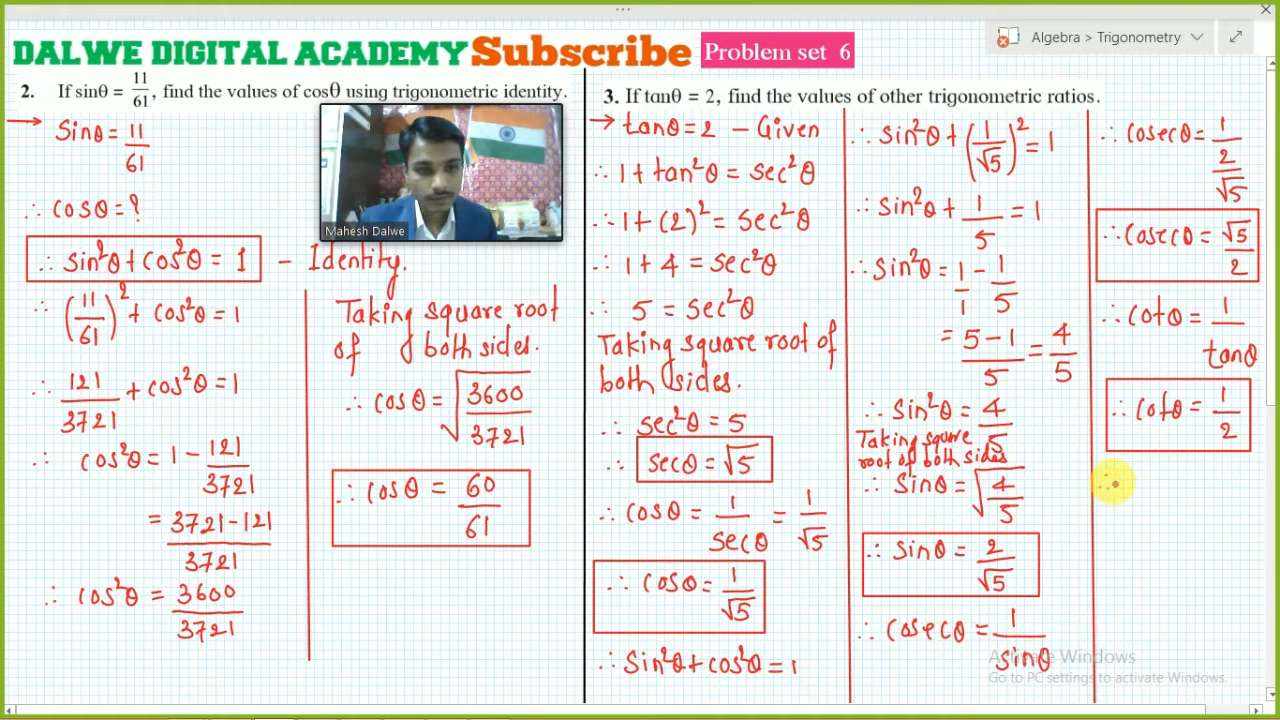 DALWE DIGITAL ACADEMY Subscribe Problem set 6
Algebra > Trigonometry
2. If sinθ = 11/61, find the values of cosθ using trigonometric identity.
→ Sinθ = 11/61
∴ cosθ = ?
∴ sin²θ + cos²θ = 1 – Identity.
∴ (11/61)² + cos²θ = 1
∴ 121/3721 + cos²θ = 1
∴ cos²θ = 1 - 121/3721
= 3721-121/3721
∴ cos²θ = 3600/3721
Taking square root
of both sides.
∴ cosθ = √3600/3721
∴ cosθ = 60/61
Mahesh Dalwe
3. If tanθ = 2, find the values of other trigonometric ratios.
→ tanθ = 2 – Given
∴ 1 + tan²θ = sec²θ
∴ 1 + (2)² = sec²θ
∴ 1 + 4 = sec²θ
∴ 5 = sec²θ
Taking square root of
both sides.
∴ sec²θ = 5
∴ secθ = √5
∴ cosθ = 1/secθ = 1/√5
∴ cosθ = 1/√5
∴ Sin²θ + cos²θ = 1
∴ sin²θ + (1/√5)² = 1
∴ sin²θ + 1/5 = 1
∴ sin²θ = 1/1 - 1/5
= 5-1/5 = 4/5
∴ sin²θ = 4/5
Taking square
root of both sides
∴ sinθ = √4/5
∴ sinθ = 2/√5
∴ cosecθ = 1/sinθ
∴ cosecθ = 1/2/√5
∴ cosecθ = √5/2
∴ cotθ = 1/tanθ
∴ cotθ = 1/2
∴
Activate Windows
Go to PC settings to activate Windows.